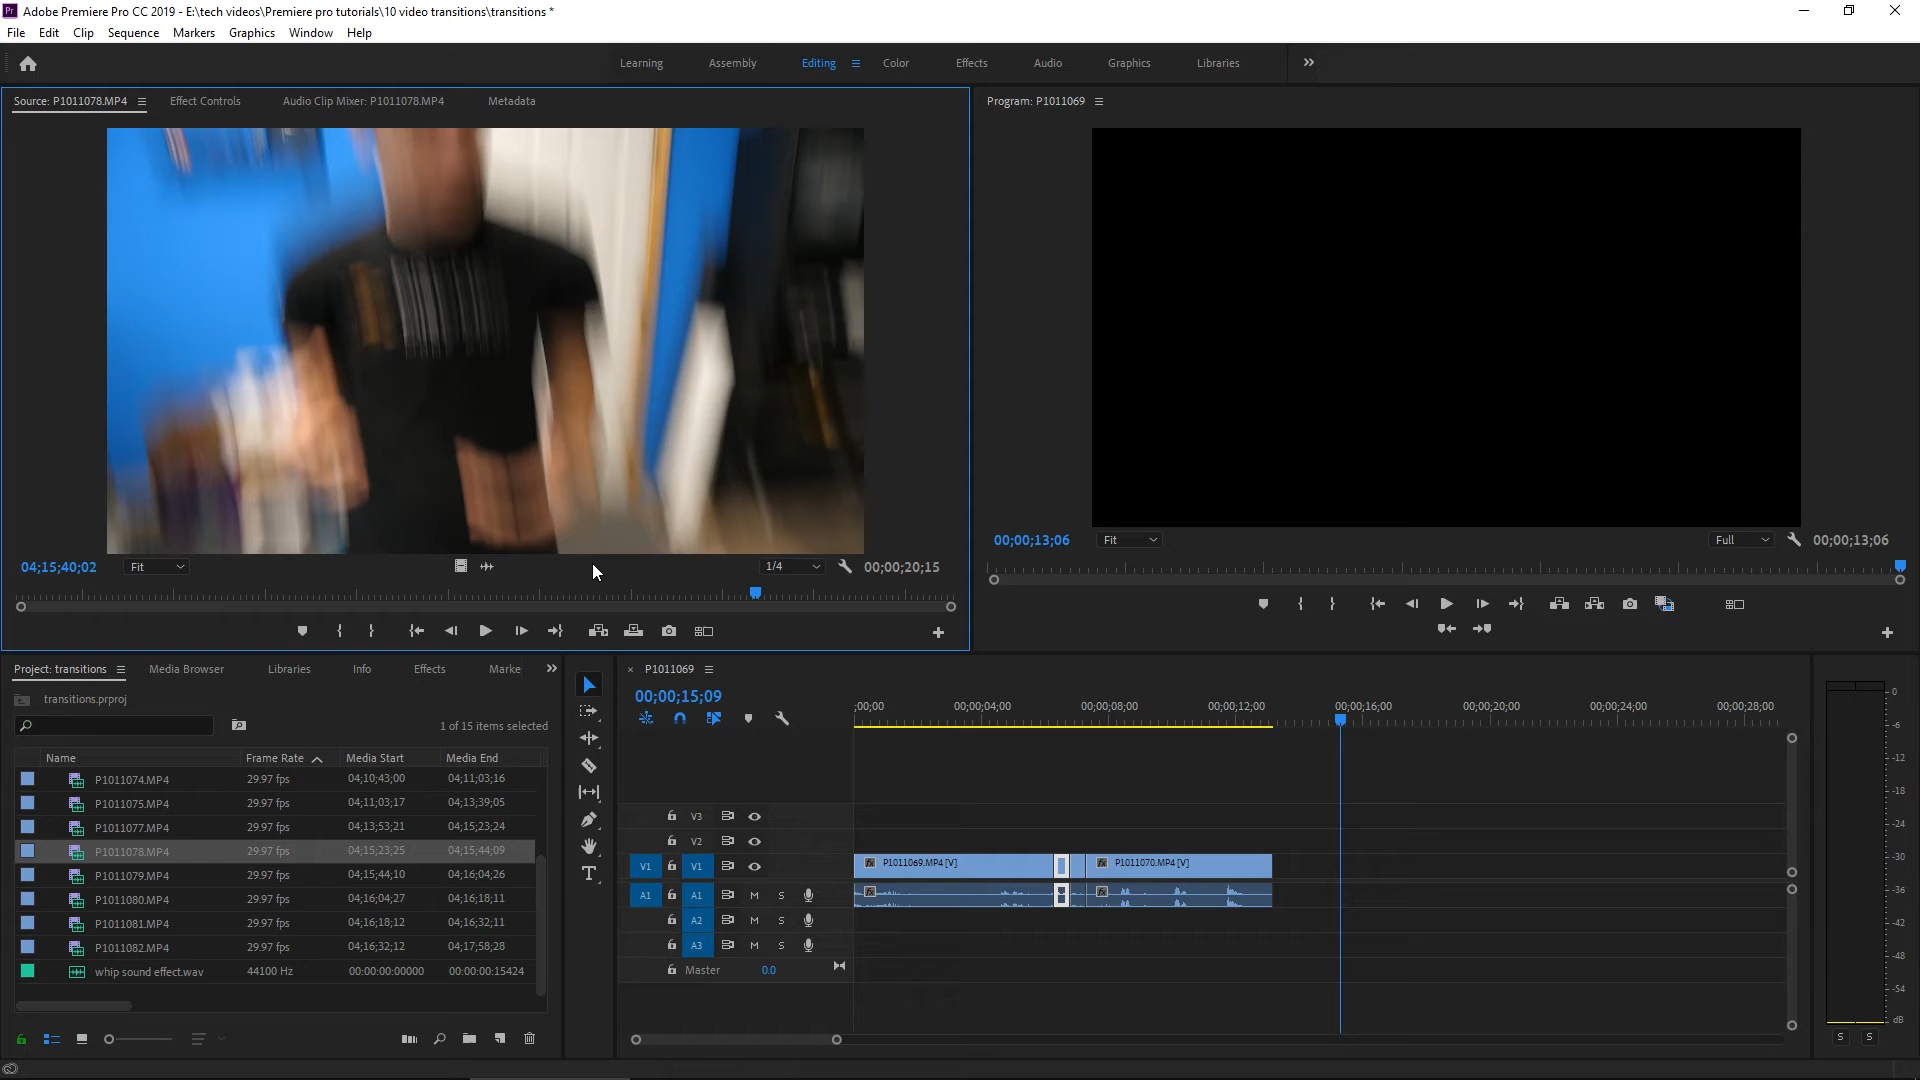 Pr Adobe Premiere Pro CC 2019 - E:\tech videos\Premiere pro tutorials\10 video transitions\transitions *
File Edit Clip Sequence Markers Graphics Window Help
Learning Assembly Editing Color Effects Audio Graphics Libraries
Source: P1011078.MP4 Effect Controls Audio Clip Mixer: P1011078.MP4 Metadata
Program: P1011069
04;15;40;02 Fit 1/4 00;00;20;15
00;00;13;06 Fit Full 00;00;13;06
Project: transitions Media Browser Libraries Info Effects Marke
transitions.prproj
1 of 15 items selected
Name Frame Rate Media Start Media End
P1011074.MP4 29.97 fps 04;10;43;00 04;11;03;16
P1011075.MP4 29.97 fps 04;11;03;17 04;13;39;05
P1011077.MP4 29.97 fps 04;13;53;21 04;15;23;24
P1011078.MP4 29.97 fps 04;15;23;25 04;15;44;09
P1011079.MP4 29.97 fps 04;15;44;10 04;16;04;26
P1011080.MP4 29.97 fps 04;16;04;27 04;16;18;11
P1011081.MP4 29.97 fps 04;16;18;12 04;16;32;11
P1011082.MP4 29.97 fps 04;16;32;12 04;17;58;28
whip sound effect.wav 44100 Hz 00:00:00:00000 00:00:00:15424
× P1011069
00;00;15;09
;00;00 00;00;04;00 00;00;08;00 00;00;12;00 00;00;16;00 00;00;20;00 00;00;24;00 00;00;28;00
V3
V2
V1 V1 fx P1011069.MP4 [V] fx P1011070.MP4 [V]
A1 A1 M S fx fx
A2 M S
A3 M S
Master 0.0
0
-6
-12
-18
-24
-30
-36
-42
-48
-54
dB
S S